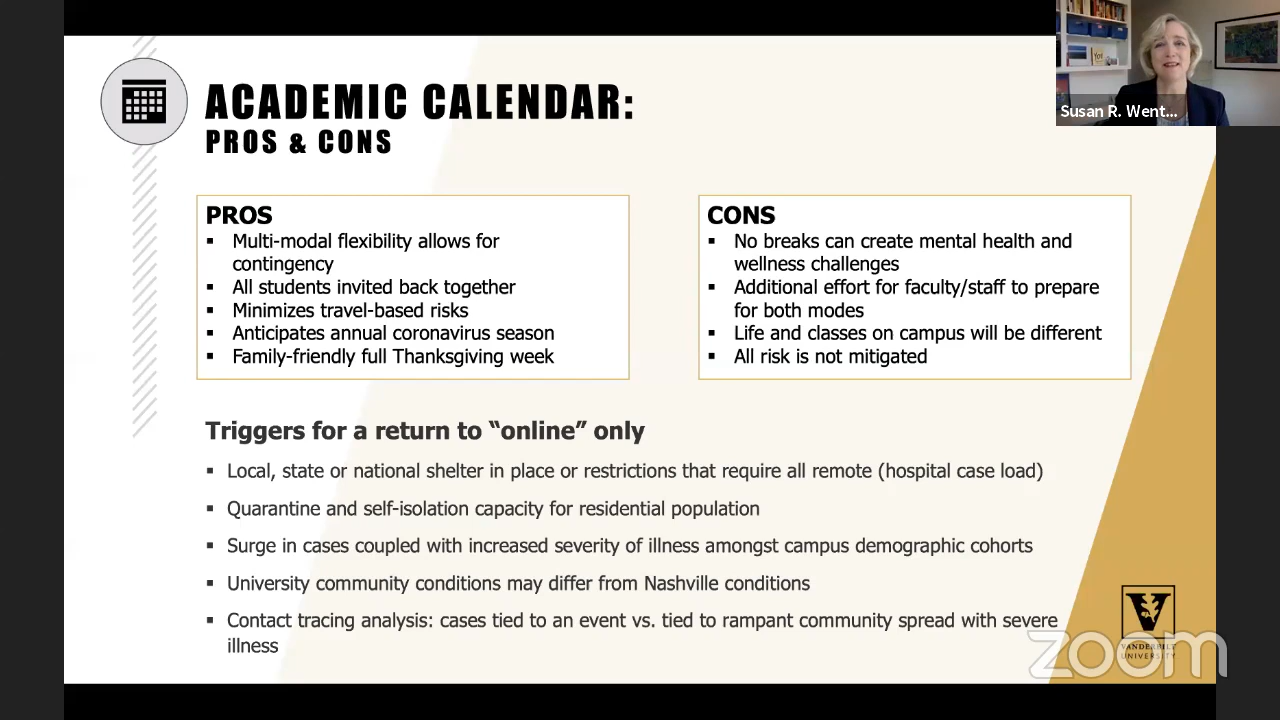 Susan R. Went...
ACADEMIC CALENDAR:
PROS & CONS
PROS
▪ Multi-modal flexibility allows for
contingency
▪ All students invited back together
▪ Minimizes travel-based risks
▪ Anticipates annual coronavirus season
▪ Family-friendly full Thanksgiving week
CONS
▪ No breaks can create mental health and
wellness challenges
▪ Additional effort for faculty/staff to prepare
for both modes
▪ Life and classes on campus will be different
▪ All risk is not mitigated
Triggers for a return to “online” only
▪ Local, state or national shelter in place or restrictions that require all remote (hospital case load)
▪ Quarantine and self-isolation capacity for residential population
▪ Surge in cases coupled with increased severity of illness amongst campus demographic cohorts
▪ University community conditions may differ from Nashville conditions
▪ Contact tracing analysis: cases tied to an event vs. tied to rampant community spread with severe
illness
V
VANDERBILT
UNIVERSITY
zoom